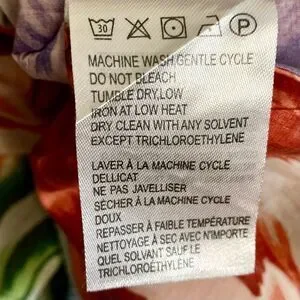 30
MACHINE WASH GENTLE CYCLE
DO NOT BLEACH
TUMBLE DRY,LOW
IRON AT LOW HEAT
DRY CLEAN WITH ANY SOLVENT
EXCEPT TRICHLOROETHYLENE
LAVER À LA MACHINE CYCLE
DELLICAT
NE PAS JAVELLISER
SÉCHER À LA MACHINE CYCLE
DOUX
REPASSER À FAIBLE TEMPÉRATURE
NETTOYAGE À SEC AVEC N'IMPORTE
QUEL SOLVANT SAUF LE
TRICHLOROÉTHYLÈNE